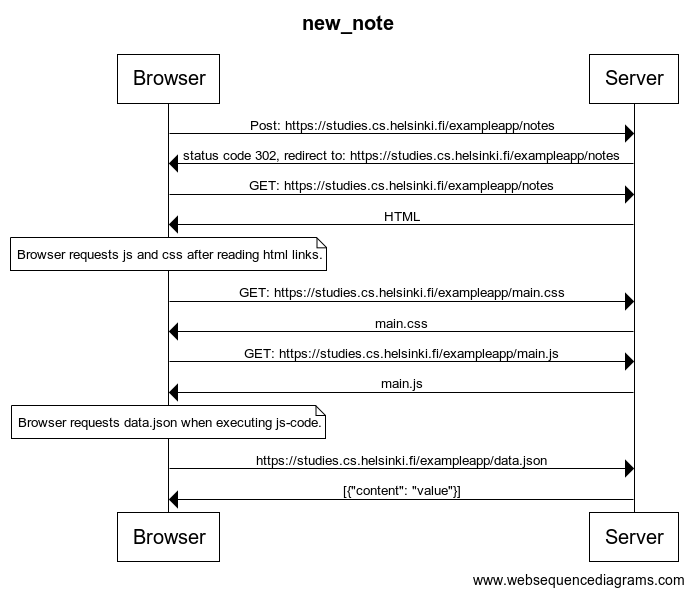 new_note
Browser Server
Post: https://studies.cs.helsinki.fi/exampleapp/notes
status code 302, redirect to: https://studies.cs.helsinki.fi/exampleapp/notes
GET: https://studies.cs.helsinki.fi/exampleapp/notes
HTML
Browser requests js and css after reading html links.
GET: https://studies.cs.helsinki.fi/exampleapp/main.css
main.css
GET: https://studies.cs.helsinki.fi/exampleapp/main.js
main.js
Browser requests data.json when executing js-code.
https://studies.cs.helsinki.fi/exampleapp/data.json
[{"content": "value"}]
Browser Server
www.websequencediagrams.com